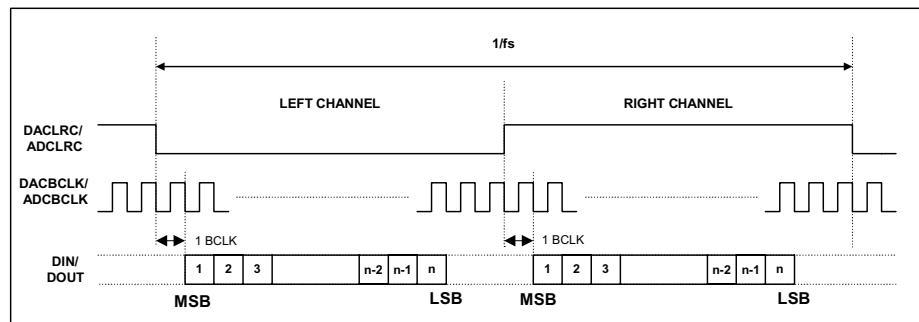 1/fs
LEFT CHANNEL RIGHT CHANNEL
DACLRC/
ADCLRC
DACBCLK/
ADCBCLK
1 BCLK 1 BCLK
DIN/
DOUT
1 2 3 n-2 n-1 n 1 2 3 n-2 n-1 n
MSB LSB MSB LSB